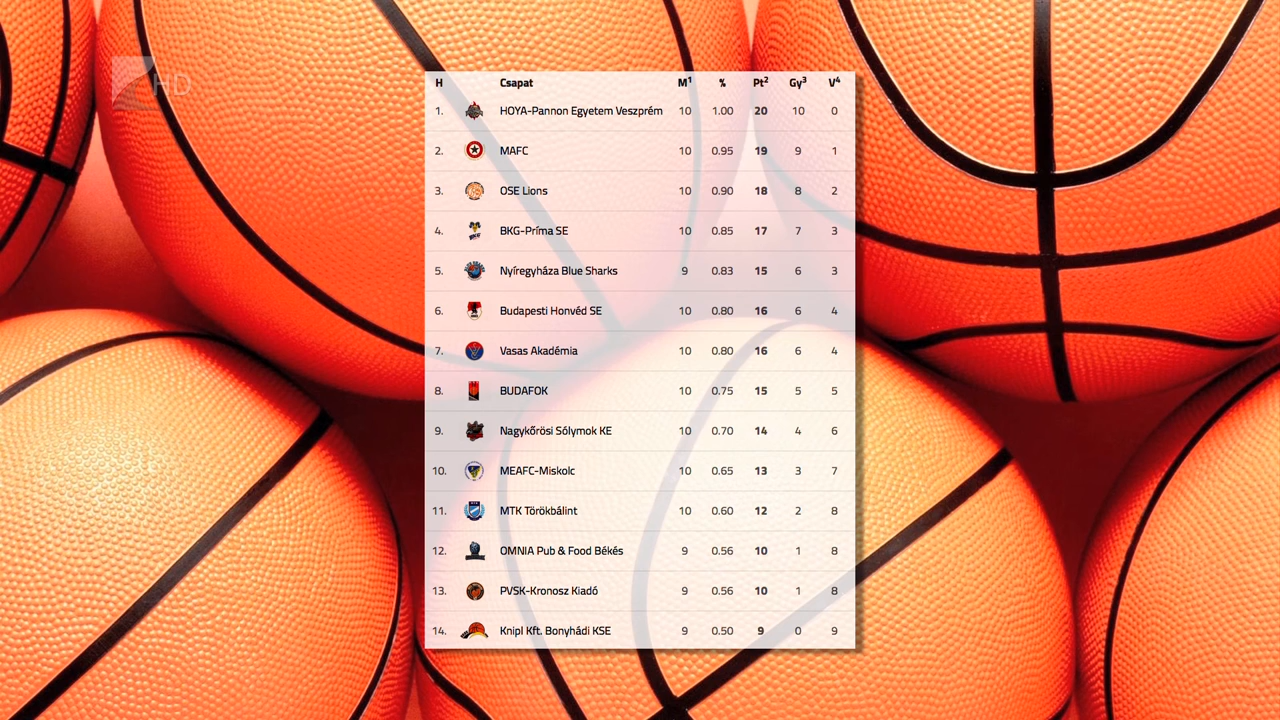 HD
H Csapat M¹ % Pt² Gy³ V⁴
1. HOYA-Pannon Egyetem Veszprém 10 1.00 20 10 0
2. MAFC 10 0.95 19 9 1
3. OSE Lions 10 0.90 18 8 2
4. BKG-Príma SE 10 0.85 17 7 3
5. Nyíregyháza Blue Sharks 9 0.83 15 6 3
6. Budapesti Honvéd SE 10 0.80 16 6 4
7. Vasas Akadémia 10 0.80 16 6 4
8. BUDAFOK 10 0.75 15 5 5
9. Nagykőrösi Sólymok KE 10 0.70 14 4 6
10. MEAFC-Miskolc 10 0.65 13 3 7
11. MTK Törökbálint 10 0.60 12 2 8
12. OMNIA Pub & Food Békés 9 0.56 10 1 8
13. PVSK-Kronosz Kiadó 9 0.56 10 1 8
14. Knipl Kft. Bonyhádi KSE 9 0.50 9 0 9